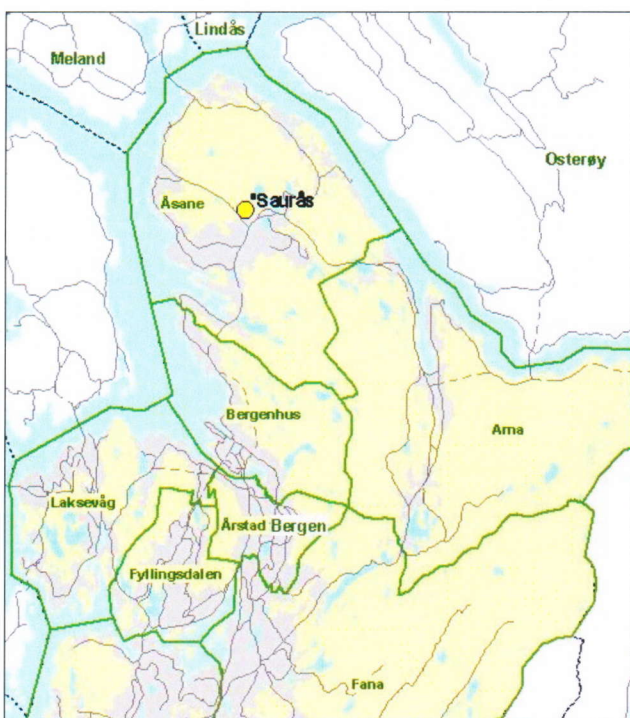 Lindås
Meland
Osterøy
Åsane
"Saurås
Bergenhus
Arna
Laksevåg
Årstad
Bergen
Fyllingsdalen
Fana